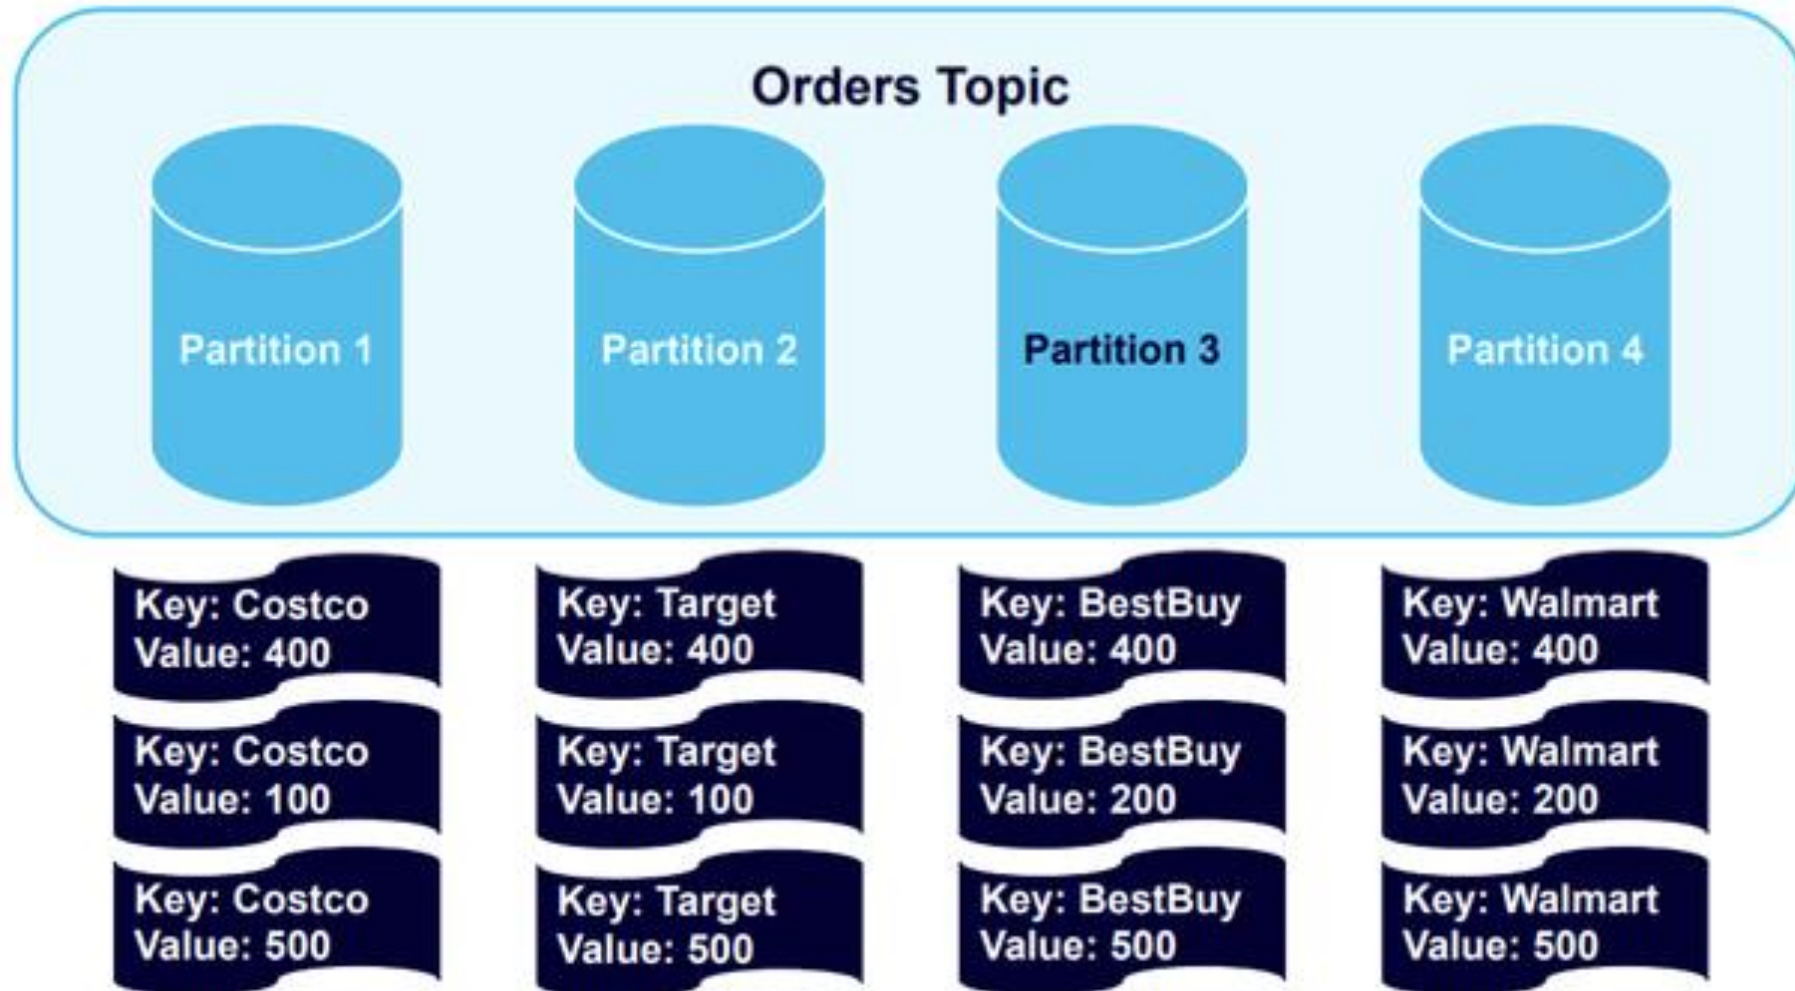 Orders Topic
Partition 1
Partition 2
Partition 3
Partition 4
Key: Costco
Value: 400
Key: Target
Value: 400
Key: BestBuy
Value: 400
Key: Walmart
Value: 400
Key: Costco
Value: 100
Key: Target
Value: 100
Key: BestBuy
Value: 200
Key: Walmart
Value: 200
Key: Costco
Value: 500
Key: Target
Value: 500
Key: BestBuy
Value: 500
Key: Walmart
Value: 500